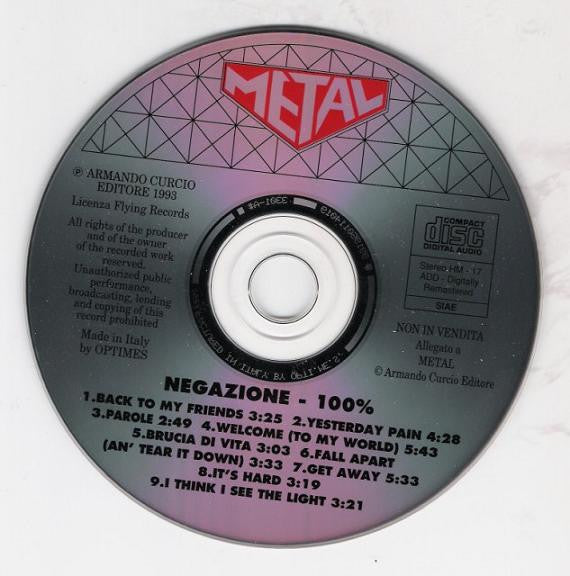 METAL
℗ ARMANDO CURCIO
EDITORE 1993
Licenza Flying Records
All rights of the producer
and of the owner
of the recorded work
reserved.
Unauthorized public
performance,
broadcasting, lending
and copying of this
record prohibited
Made in Italy
by OPTIMES
COMPACT
disc
DIGITAL AUDIO
Stereo HM - 17
ADD - Digitally
Remastered
SIAE
NON IN VENDITA
Allegato a
METAL
© Armando Curcio Editore
NEGAZIONE - 100%
1.BACK TO MY FRIENDS 3:25 2.YESTERDAY PAIN 4:28
3.PAROLE 2:49 4.WELCOME (TO MY WORLD) 5:43
5.BRUCIA DI VITA 3:03 6.FALL APART
(AN' TEAR IT DOWN) 3:33 7.GET AWAY 5:33
8.IT'S HARD 3:19
9.I THINK I SEE THE LIGHT 3:21